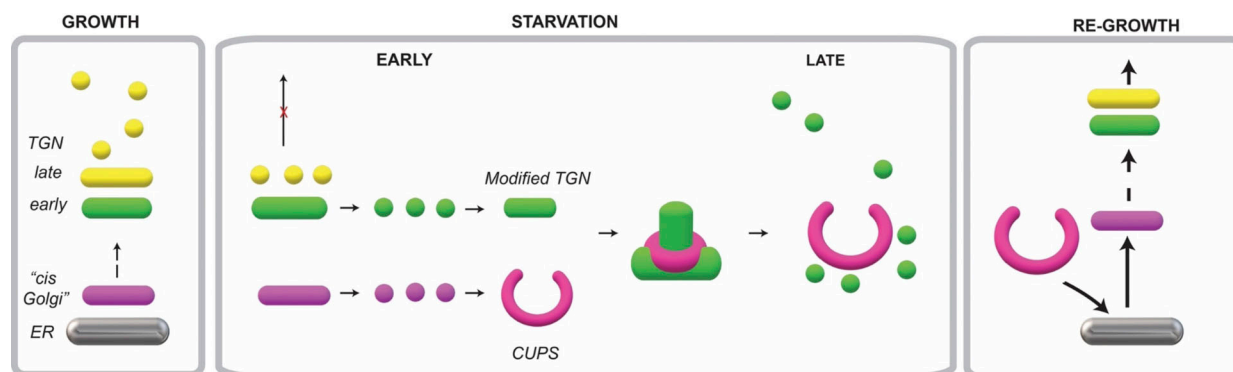 GROWTH
TGN
late
early
"cis
Golgi"
ER
STARVATION
EARLY
LATE
X
Modified TGN
CUPS
RE-GROWTH